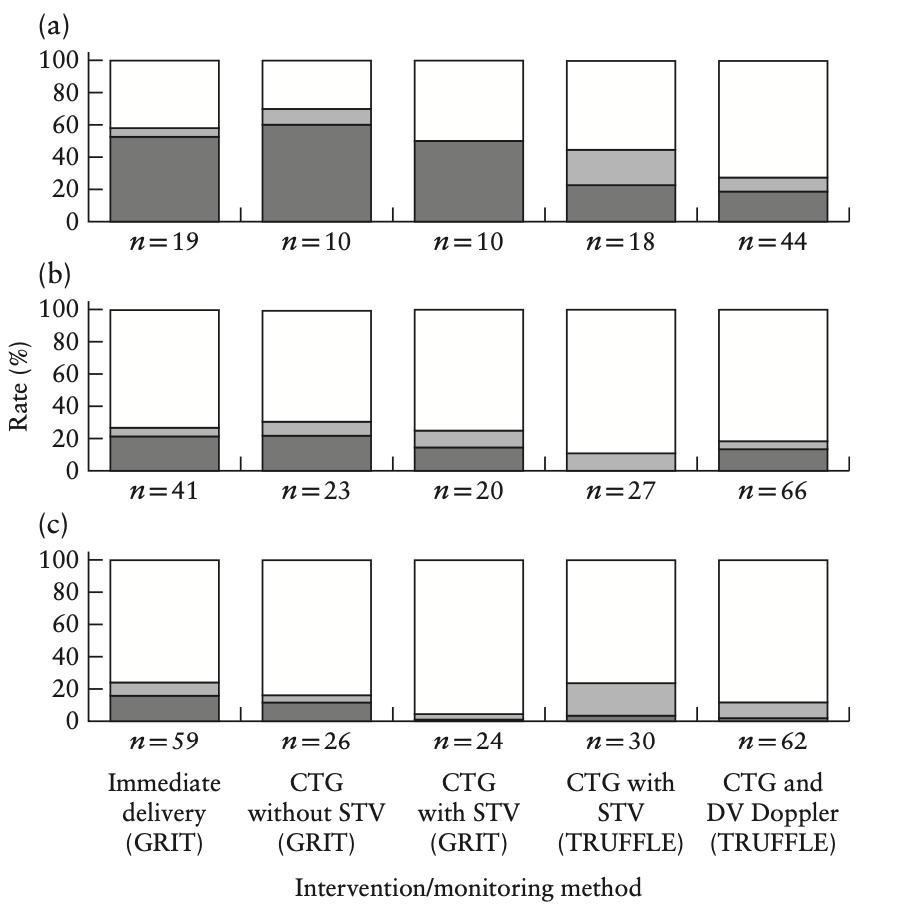 (a)
100
80
60
40
20
0
n=19 n=10 n=10 n=18 n=44
(b)
100
80
60
40
20
0
n=41 n=23 n=20 n=27 n=66
Rate (%)
(c)
100
80
60
40
20
0
n=59 n=26 n=24 n=30 n=62
Immediate CTG CTG CTG with CTG and
delivery without STV with STV STV DV Doppler
(GRIT) (GRIT) (GRIT) (TRUFFLE) (TRUFFLE)
Intervention/monitoring method